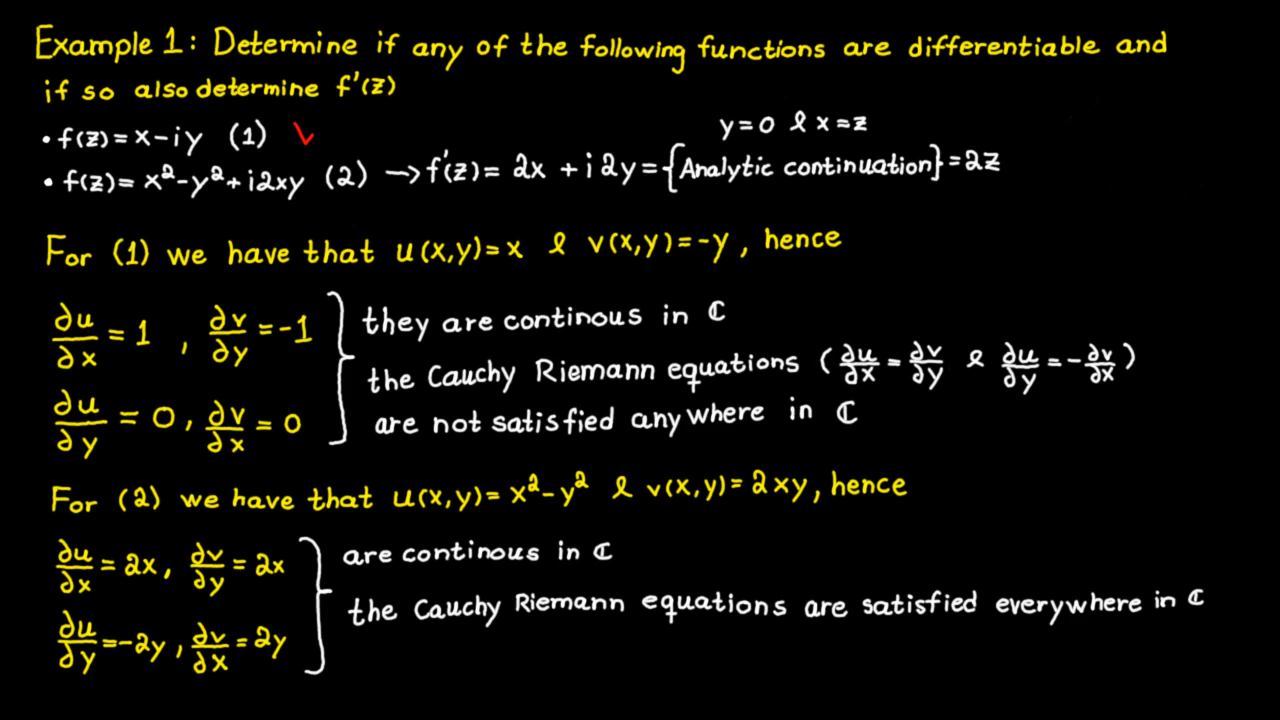 Example 1: Determine if any of the following functions are differentiable and
if so also determine f'(z)
• f(z) = x - iy (1) \
y = 0 & x = z
• f(z) = x² - y² + i2xy (2) → f'(z) = 2x + i2y = {Analytic continuation} = 2z
For (1) we have that u(x,y) = x & v(x,y) = -y, hence
∂u/∂x = 1 , ∂v/∂y = -1
∂u/∂y = 0 , ∂v/∂x = 0
they are continous in ℂ
the Cauchy Riemann equations (∂u/∂x = ∂v/∂y & ∂u/∂y = -∂v/∂x)
are not satisfied anywhere in ℂ
For (2) we have that u(x,y) = x² - y² & v(x,y) = 2xy, hence
∂u/∂x = 2x, ∂v/∂y = 2x
∂u/∂y = -2y, ∂v/∂x = 2y
are continous in ℂ
the Cauchy Riemann equations are satisfied everywhere in ℂ